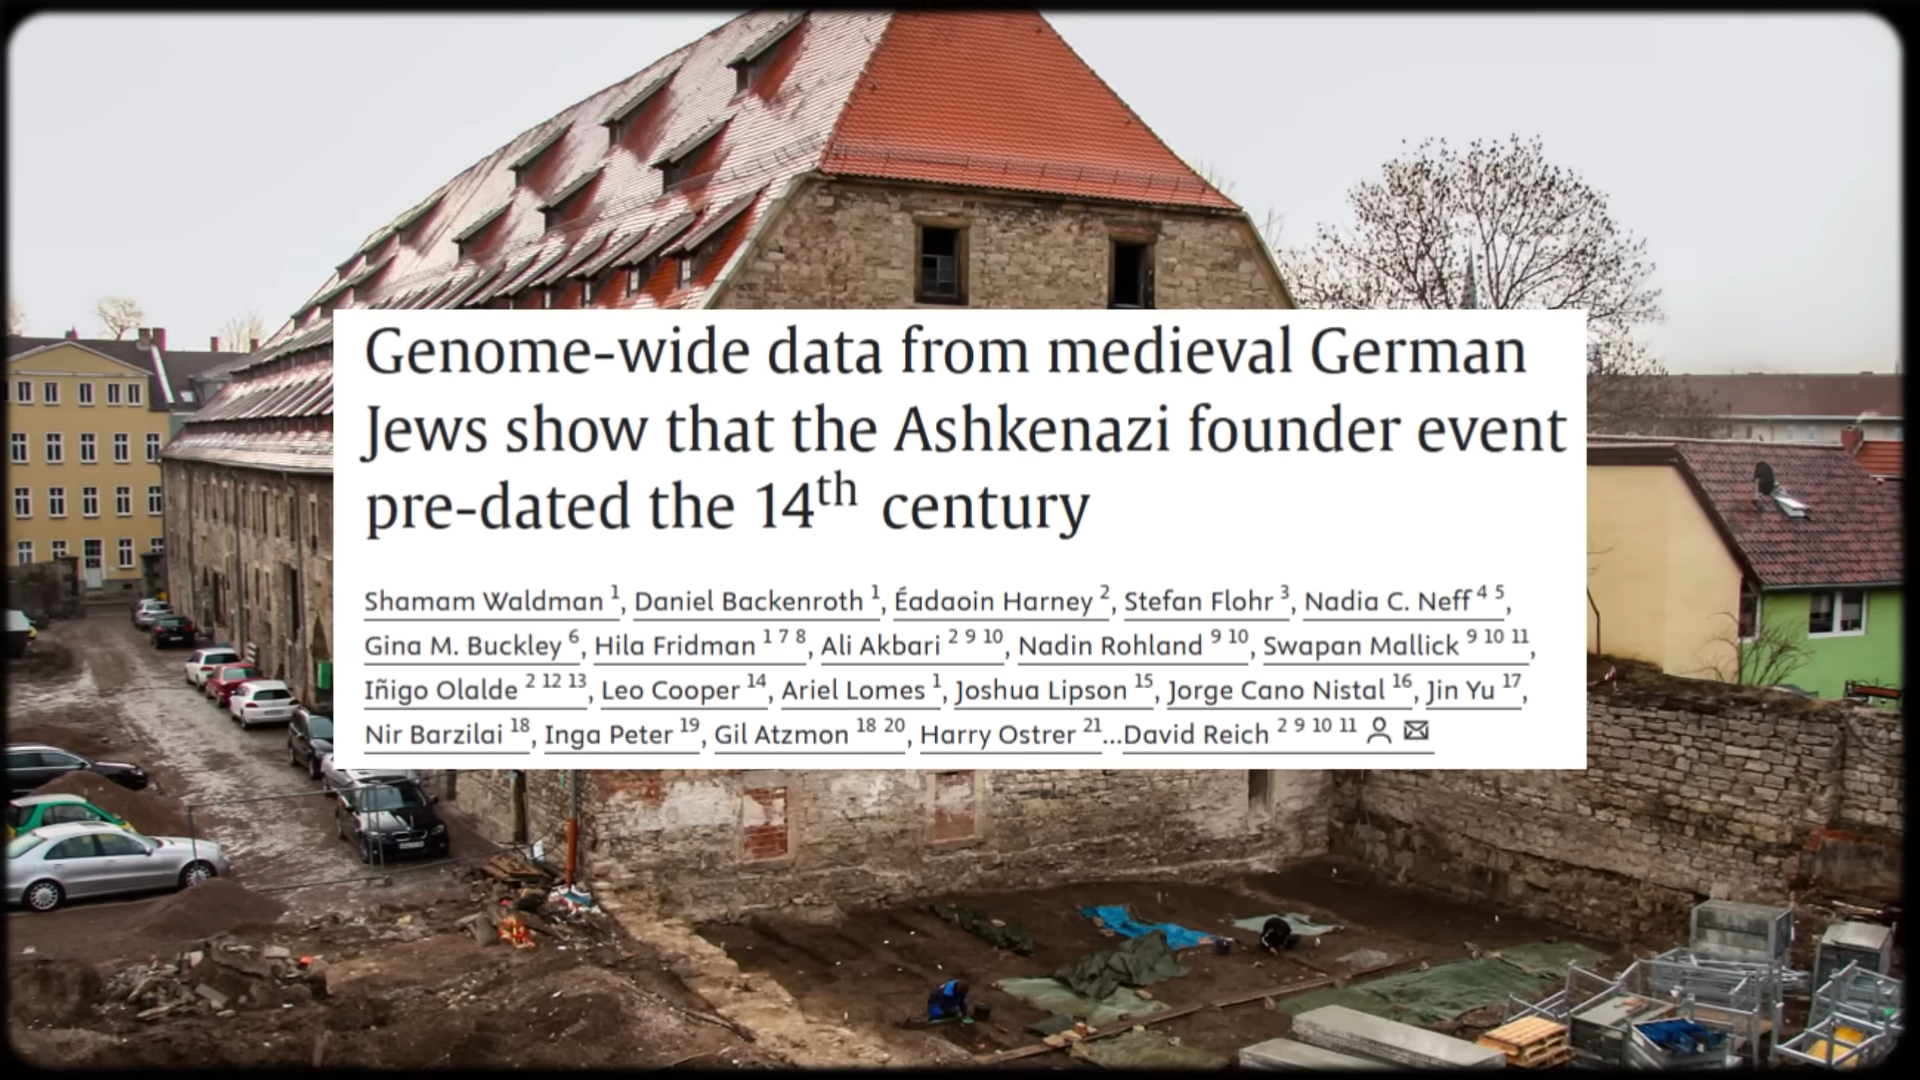 Genome-wide data from medieval German
Jews show that the Ashkenazi founder event
pre-dated the 14th century
Shamam Waldman 1, Daniel Backenroth 1, Éadaoin Harney 2, Stefan Flohr 3, Nadia C. Neff 4 5,
Gina M. Buckley 6, Hila Fridman 1 7 8, Ali Akbari 2 9 10, Nadin Rohland 9 10, Swapan Mallick 9 10 11,
Iñigo Olalde 2 12 13, Leo Cooper 14, Ariel Lomes 1, Joshua Lipson 15, Jorge Cano Nistal 16, Jin Yu 17,
Nir Barzilai 18, Inga Peter 19, Gil Atzmon 18 20, Harry Ostrer 21...David Reich 2 9 10 11